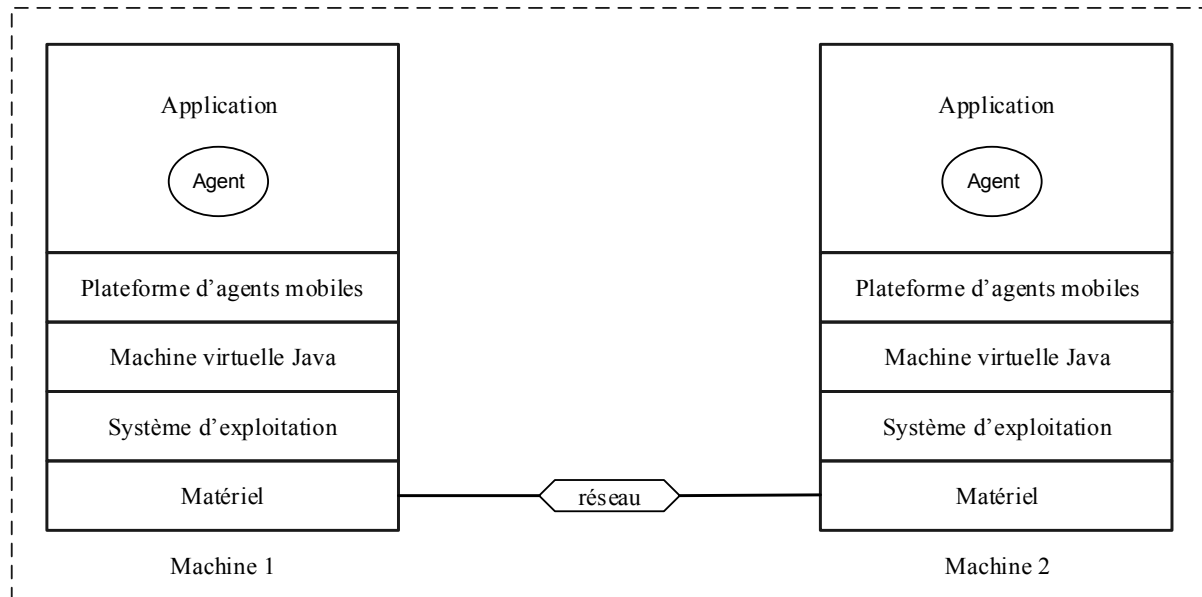 Application
Agent
Plateforme d’agents mobiles
Machine virtuelle Java
Système d’exploitation
Matériel
Machine 1
réseau
Application
Agent
Plateforme d’agents mobiles
Machine virtuelle Java
Système d’exploitation
Matériel
Machine 2